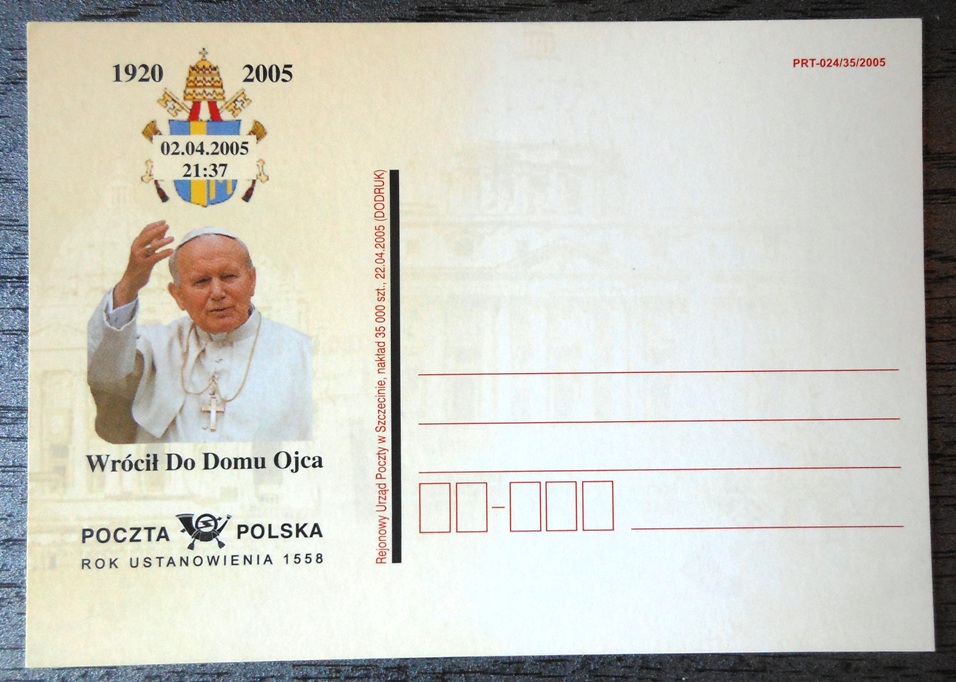 1920 2005
02.04.2005
21:37
Wrócił Do Domu Ojca
POCZTA POLSKA
ROK USTANOWIENIA 1558
Rejonowy Urząd Poczty w Szczecinie, nakład 35 000 szt., 22.04.2005 (DODRUK)
PRT-024/35/2005